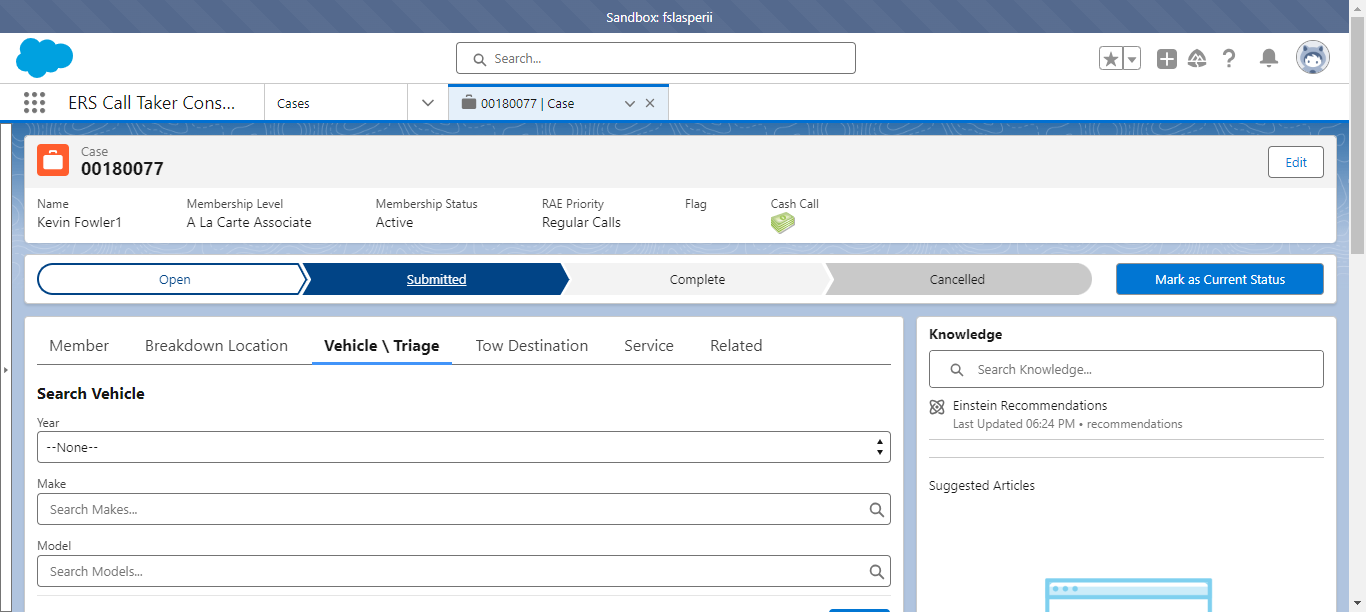 Sandbox: fslasperii
Search...
ERS Call Taker Cons...
Cases
00180077 | Case
Case
00180077
Edit
Name
Membership Level
Membership Status
RAE Priority
Flag
Cash Call
Kevin Fowler1
A La Carte Associate
Active
Regular Calls
Open
Submitted
Complete
Cancelled
Mark as Current Status
Member
Breakdown Location
Vehicle \ Triage
Tow Destination
Service
Related
Search Vehicle
Year
--None--
Make
Search Makes...
Model
Search Models...
Knowledge
Search Knowledge...
Einstein Recommendations
Last Updated 06:24 PM • recommendations
Suggested Articles